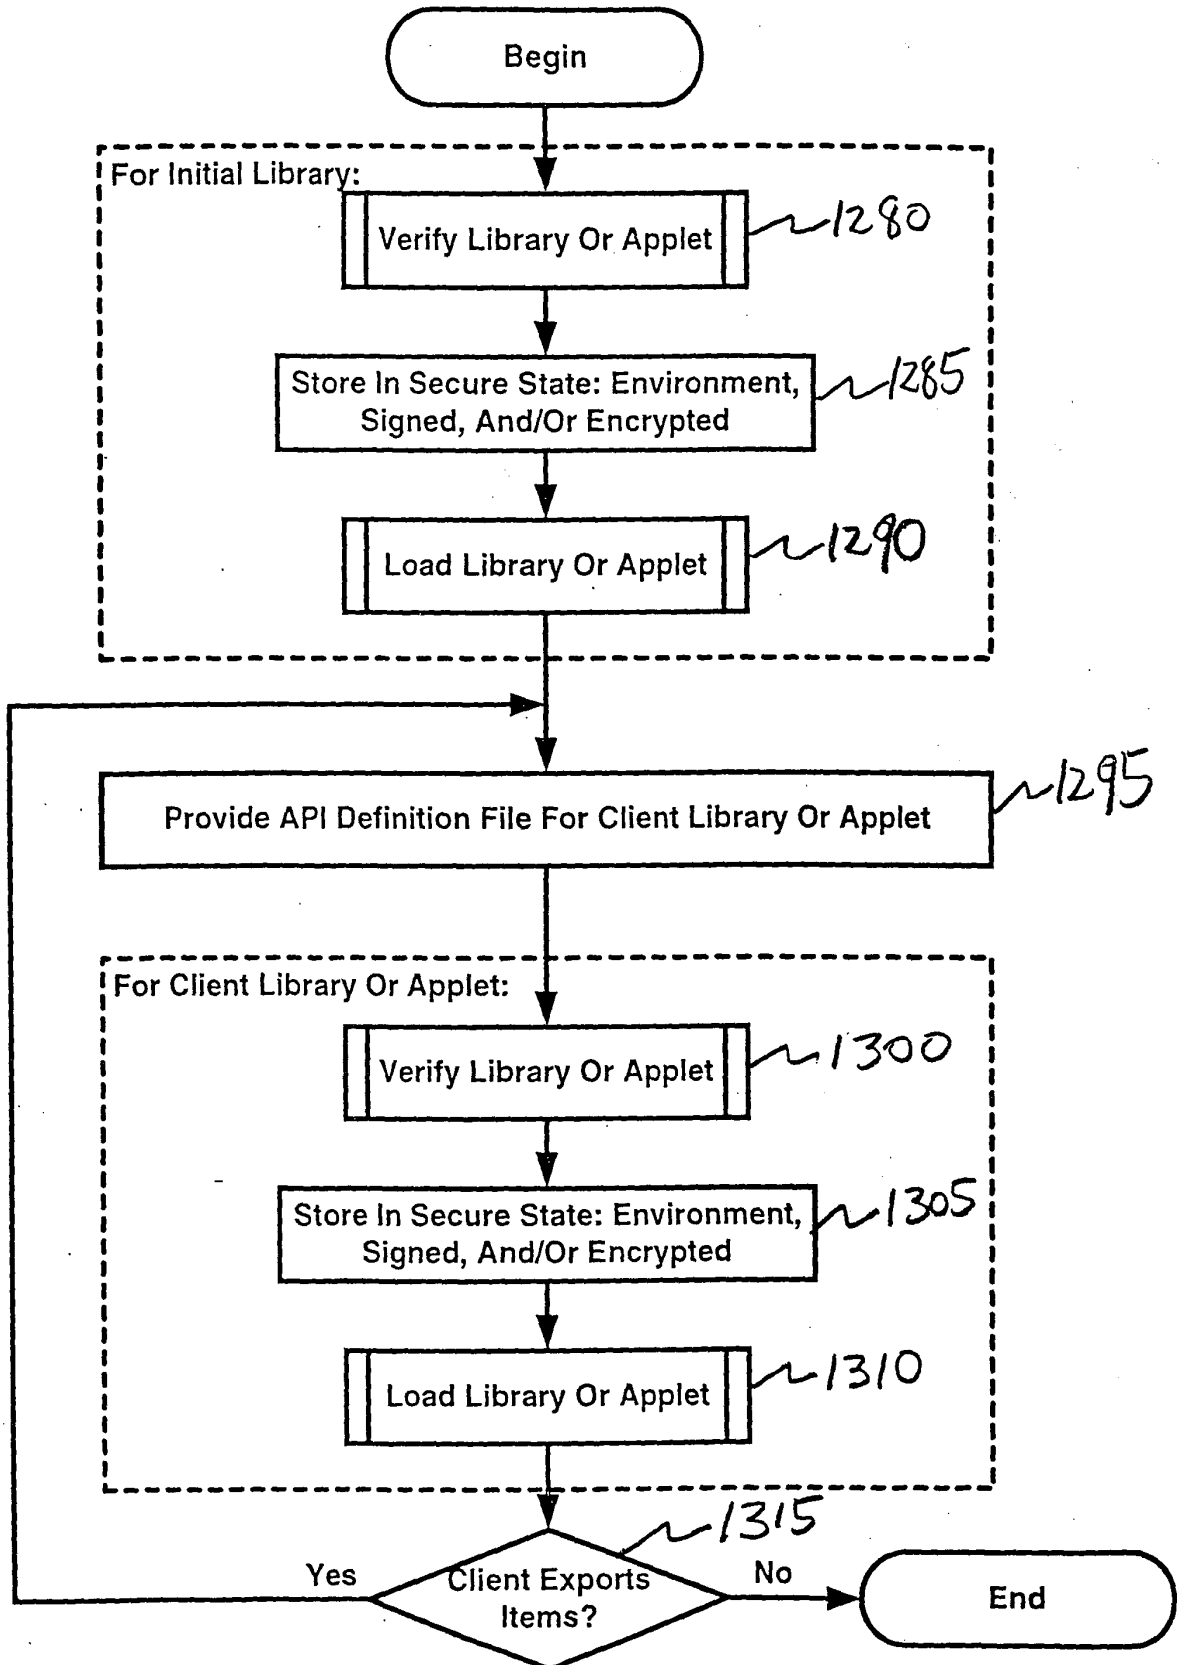 Begin
For Initial Library:
Verify Library Or Applet
1280
Store In Secure State: Environment,
Signed, And/Or Encrypted
1285
Load Library Or Applet
1290
Provide API Definition File For Client Library Or Applet
1295
For Client Library Or Applet:
Verify Library Or Applet
1300
Store In Secure State: Environment,
Signed, And/Or Encrypted
1305
Load Library Or Applet
1310
1315
Yes
Client Exports
Items?
No
End